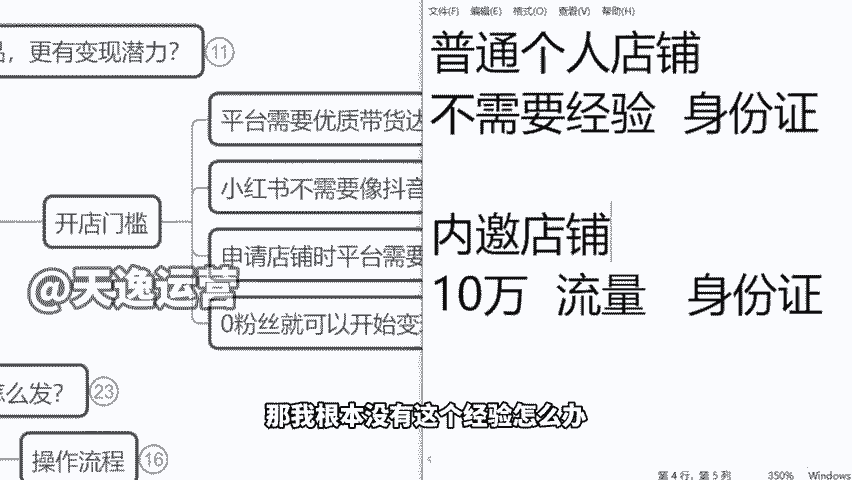 品，更有变现潜力？ 11
平台需要优质带货达
小红书不需要像抖音
开店门槛
申请店铺时平台需要
0粉丝就可以开始变现
怎么发？ 23
操作流程 16
@天逸运营
文件(F) 编辑(E) 格式(O) 查看(V) 帮助(H)
普通个人店铺
不需要经验 身份证
内邀店铺
10万 流量 身份证
那我根本没有这个经验怎么办
第 4 行，第 5 列 350% Windows